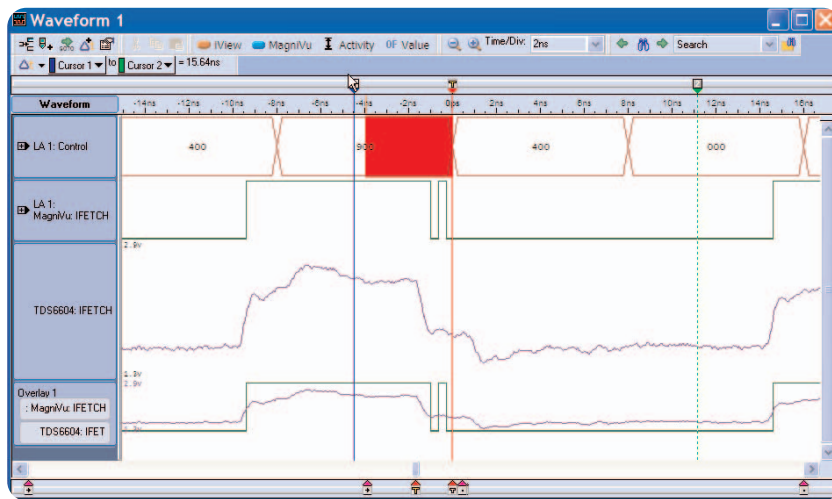 Waveform 1
iView MagniVu Activity Value Time/Div: 2ns Search
Cursor 1 to Cursor 2 = 15.64ns
Waveform
-14ns -12ns -10ns -8ns -6ns -4ns -2ns 0ps 2ns 4ns 6ns 8ns 10ns 12ns 14ns 16ns
LA 1: Control 400 900 400 000
LA 1:
MagniVu: IFETCH
2.9v
TDS6604: IFETCH
1.3v
Overlay 1
2.9v
: MagniVu: IFETCH
TDS6604: IFET